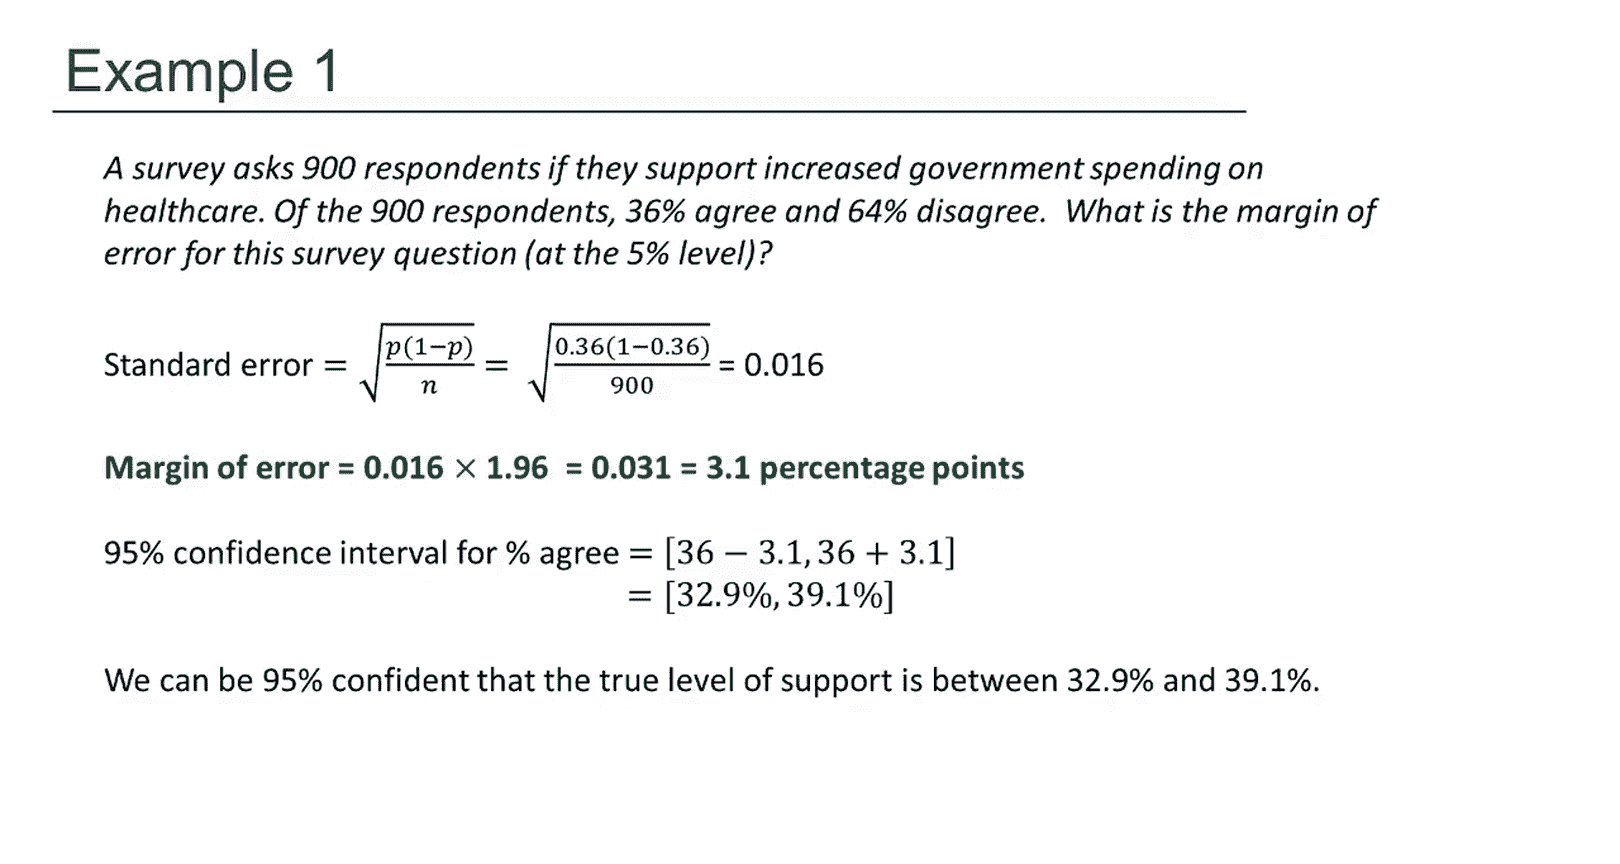 Example 1
A survey asks 900 respondents if they support increased government spending on
healthcare. Of the 900 respondents, 36% agree and 64% disagree.  What is the margin of
error for this survey question (at the 5% level)?
Standard error = √(p(1−p)/n) = √(0.36(1−0.36)/900) = 0.016
Margin of error = 0.016 × 1.96 = 0.031 = 3.1 percentage points
95% confidence interval for % agree = [36 − 3.1, 36 + 3.1]
= [32.9%, 39.1%]
We can be 95% confident that the true level of support is between 32.9% and 39.1%.